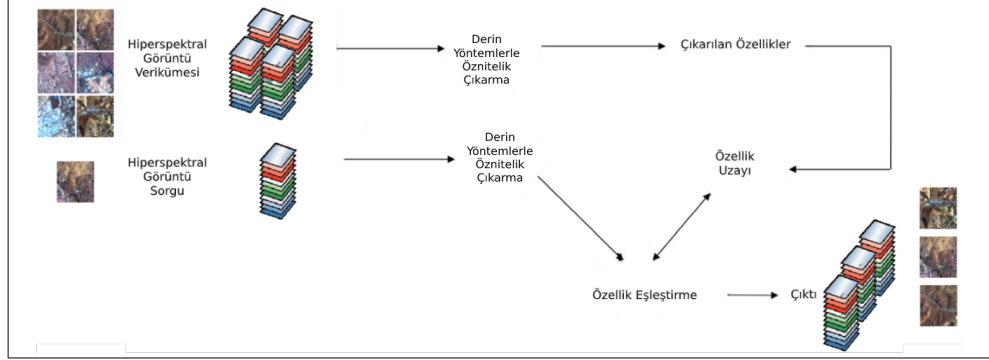 Hiperspektral
Görüntü
Verikümesi
Derin
Yöntemlerle
Öznitelik
Çıkarma
Çıkarılan Özellikler
Hiperspektral
Görüntü
Sorgu
Derin
Yöntemlerle
Öznitelik
Çıkarma
Özellik
Uzayı
Özellik Eşleştirme
Çıktı